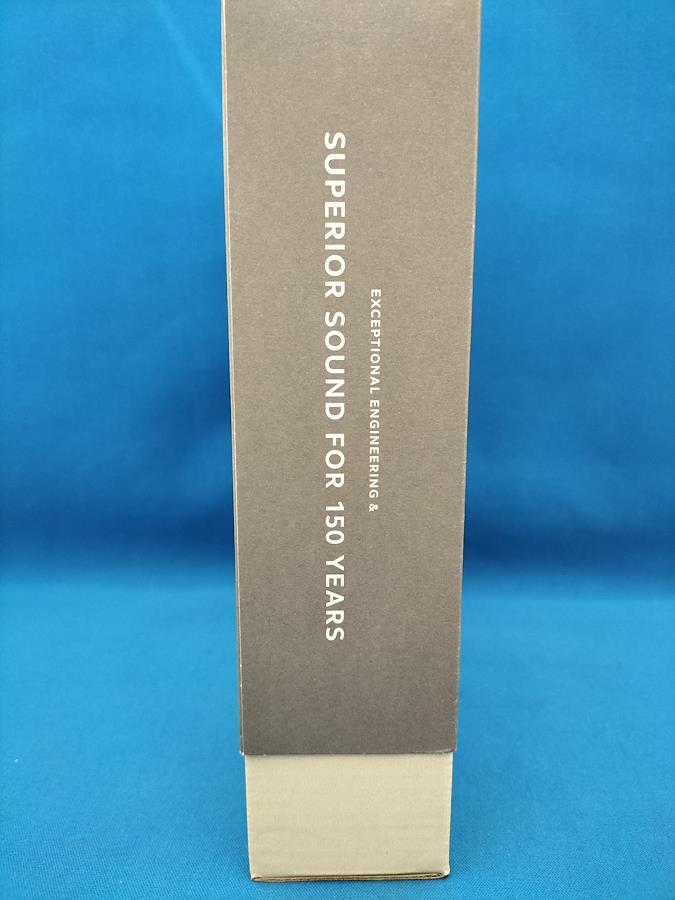 EXCEPTIONAL ENGINEERING &
SUPERIOR SOUND FOR 150 YEARS